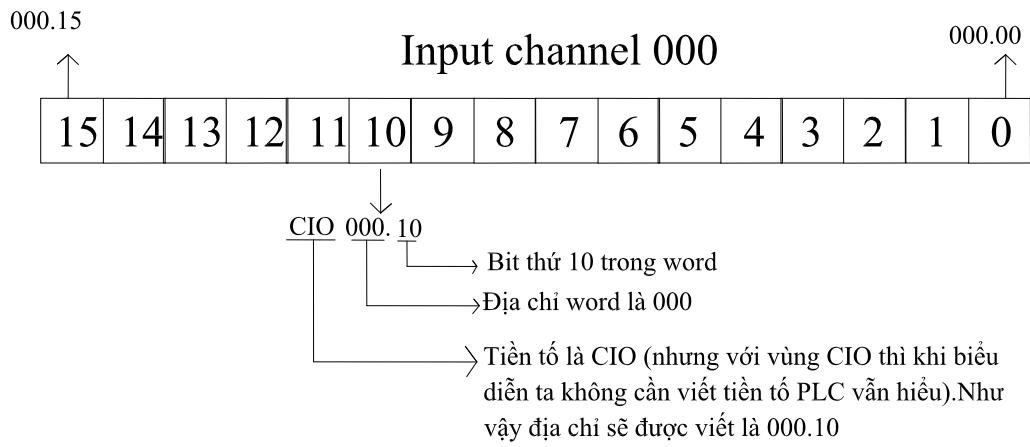 000.15
000.00
Input channel 000
15 14 13 12 11 10 9 8 7 6 5 4 3 2 1 0
CIO 000. 10
Bit thứ 10 trong word
Địa chỉ word là 000
Tiền tố là CIO (nhưng với vùng CIO thì khi biểu
diễn ta không cần viết tiền tố PLC vẫn hiểu).Như
vậy địa chỉ sẽ được viết là 000.10